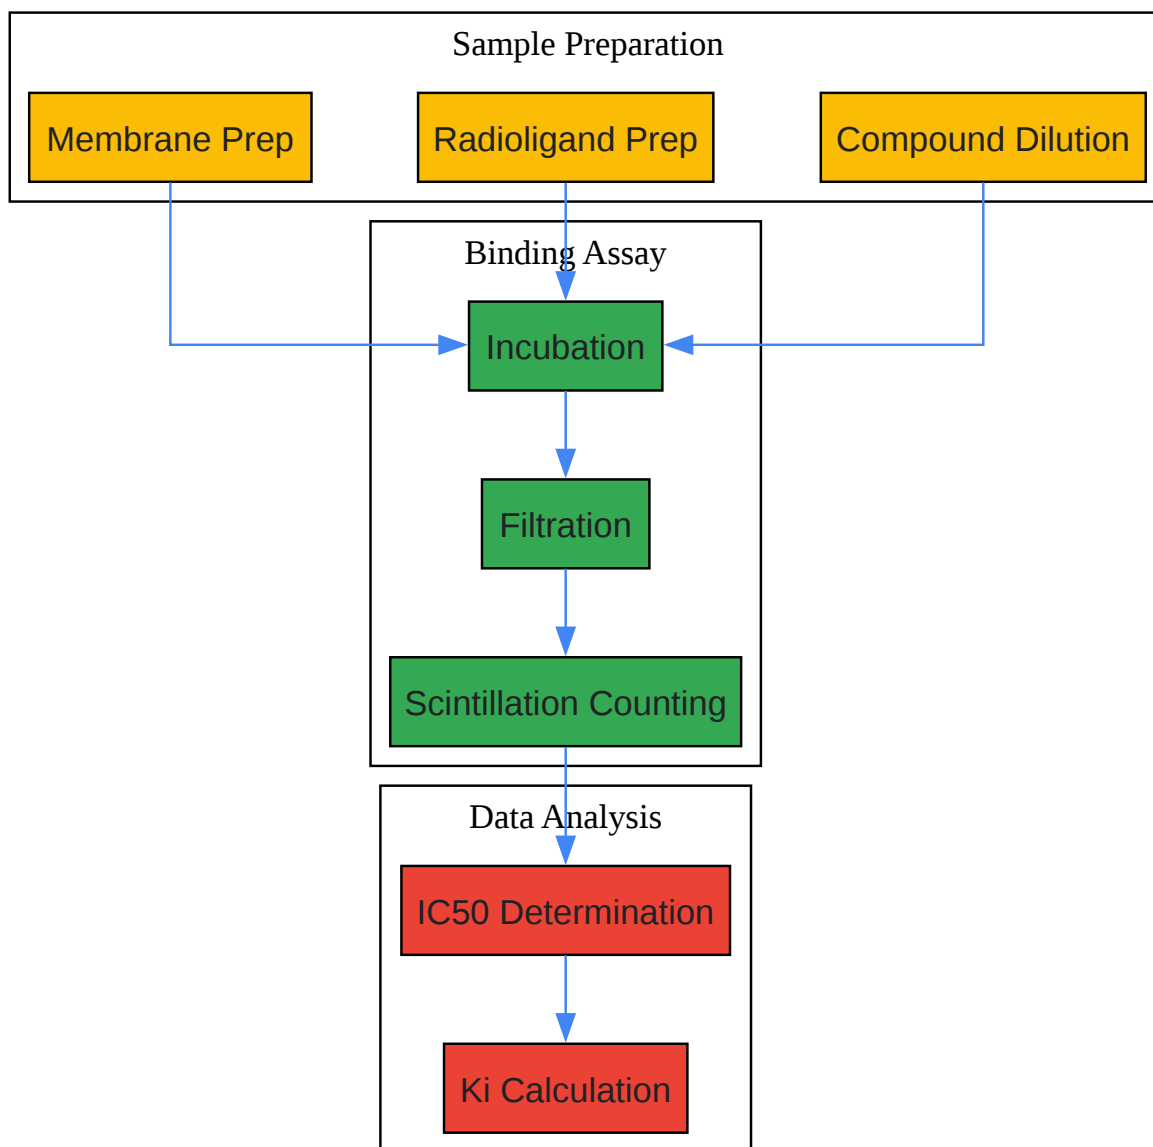 Sample Preparation
Membrane Prep
Radioligand Prep
Compound Dilution
Binding Assay
Incubation
Filtration
Scintillation Counting
Data Analysis
IC50 Determination
Ki Calculation